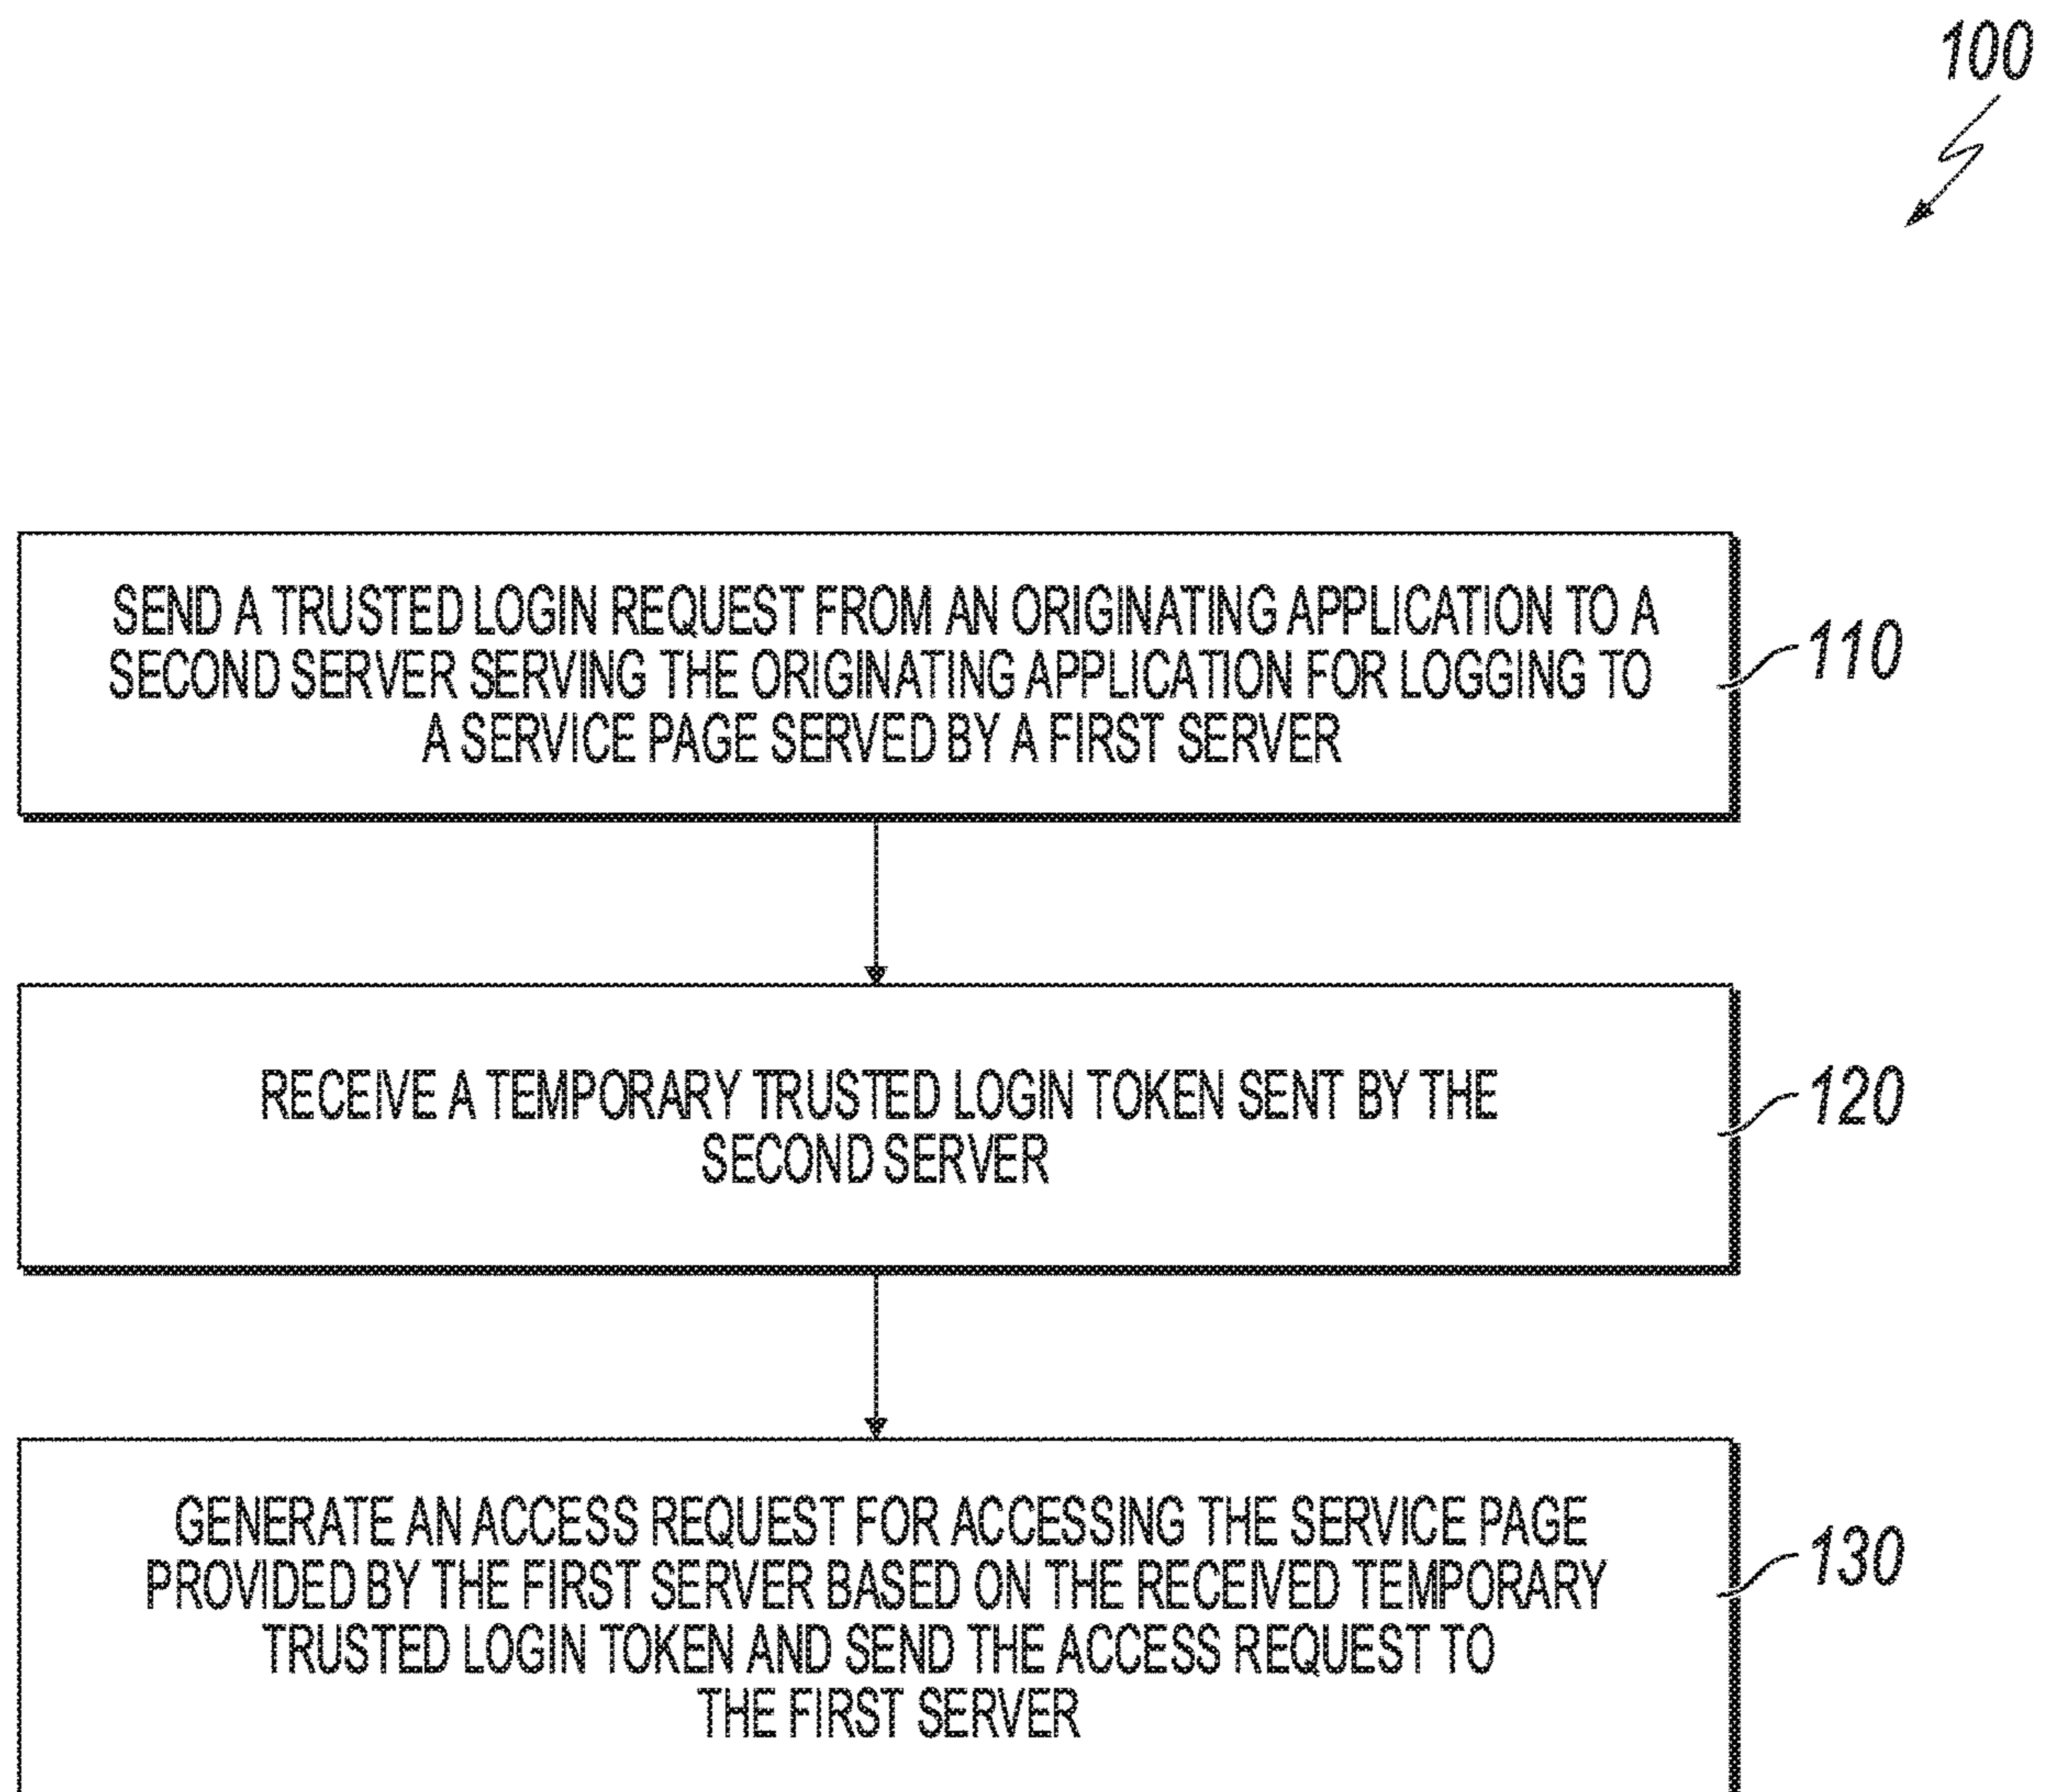 100
SEND A TRUSTED LOGIN REQUEST FROM AN ORIGINATING APPLICATION TO A
SECOND SERVER SERVING THE ORIGINATING APPLICATION FOR LOGGING TO
A SERVICE PAGE SERVED BY A FIRST SERVER
110
RECEIVE A TEMPORARY TRUSTED LOGIN TOKEN SENT BY THE
SECOND SERVER
120
GENERATE AN ACCESS REQUEST FOR ACCESSING THE SERVICE PAGE
PROVIDED BY THE FIRST SERVER BASED ON THE RECEIVED TEMPORARY
TRUSTED LOGIN TOKEN AND SEND THE ACCESS REQUEST TO
THE FIRST SERVER
130